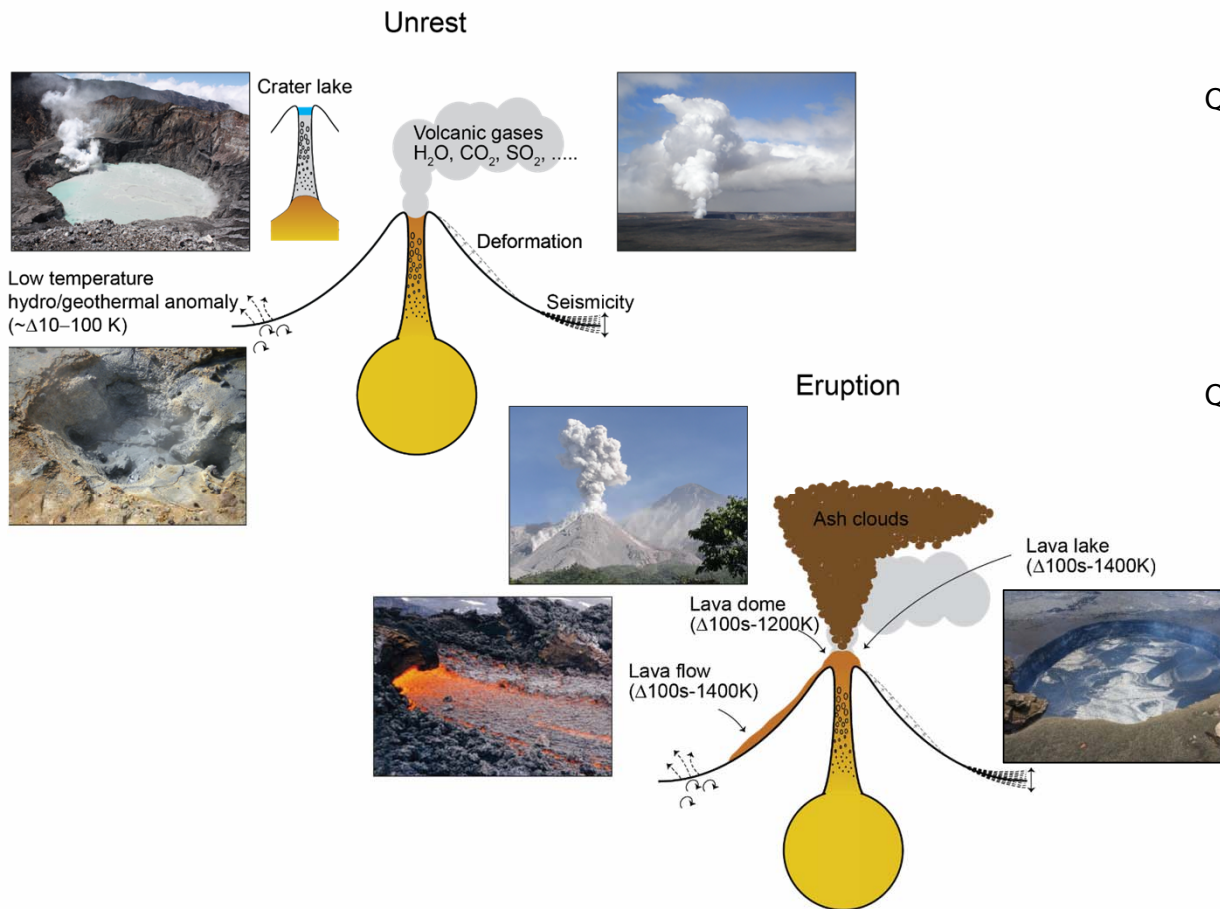 Unrest
Crater lake
Volcanic gases
H₂O, CO₂, SO₂, .....
Deformation
Low temperature
hydro/geothermal anomaly
(~Δ10–100 K)
Seismicity
Q
Eruption
Q
Ash clouds
Lava lake
(Δ100s-1400K)
Lava dome
(Δ100s-1200K)
Lava flow
(Δ100s-1400K)